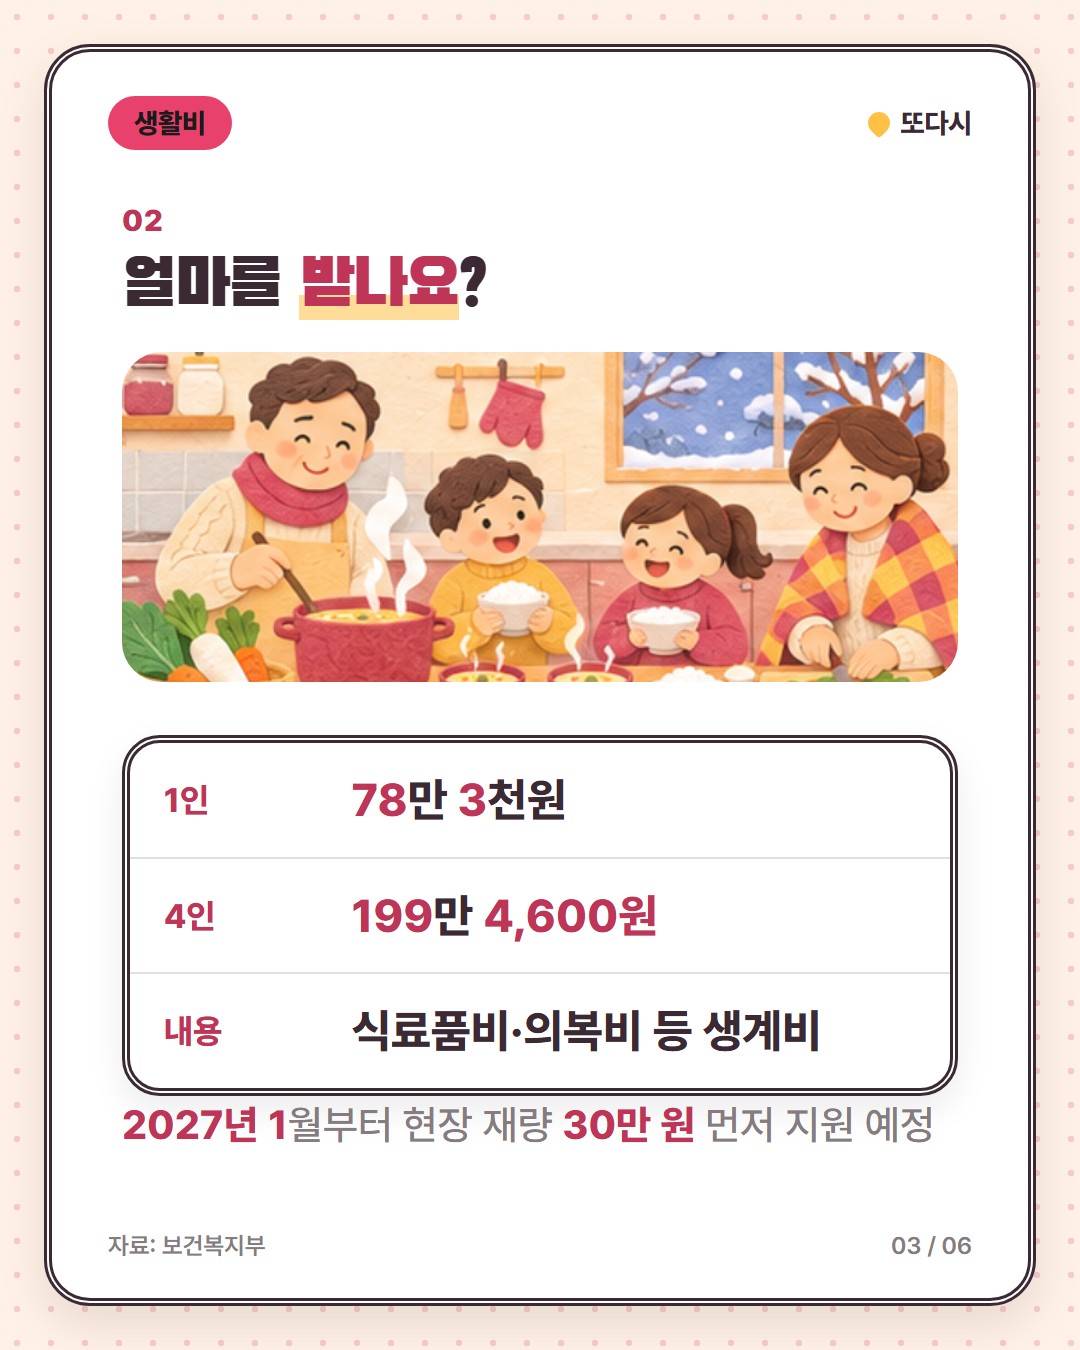 생활비
또다시
02
얼마를 받나요?
1인
78만 3천원
4인
199만 4,600원
내용
식료품비·의복비 등 생계비
2027년 1월부터 현장 재량 30만 원 먼저 지원 예정
자료: 보건복지부
03 / 06